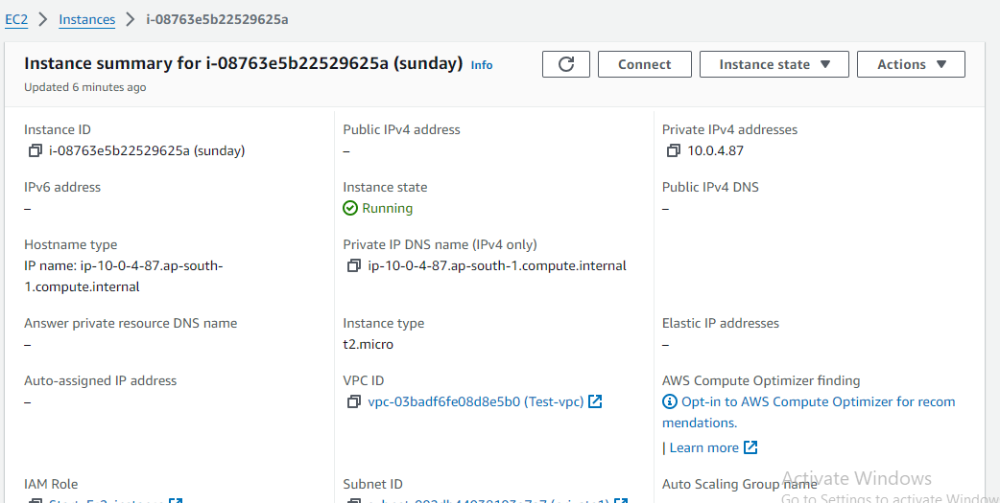 EC2 > Instances > i-08763e5b22529625a
Instance summary for i-08763e5b22529625a (sunday) Info
Updated 6 minutes ago
Connect
Instance state
Actions
Instance ID
i-08763e5b22529625a (sunday)
Public IPv4 address
–
Private IPv4 addresses
10.0.4.87
IPv6 address
–
Instance state
Running
Public IPv4 DNS
–
Hostname type
IP name: ip-10-0-4-87.ap-south-
1.compute.internal
Private IP DNS name (IPv4 only)
ip-10-0-4-87.ap-south-1.compute.internal
Answer private resource DNS name
–
Instance type
t2.micro
Elastic IP addresses
–
Auto-assigned IP address
–
VPC ID
vpc-03badf6fe08d8e5b0 (Test-vpc)
AWS Compute Optimizer finding
Opt-in to AWS Compute Optimizer for recom
mendations.
| Learn more
IAM Role
Subnet ID
Auto Scaling Group name
Activate Windows
Go to Settings to activate Window